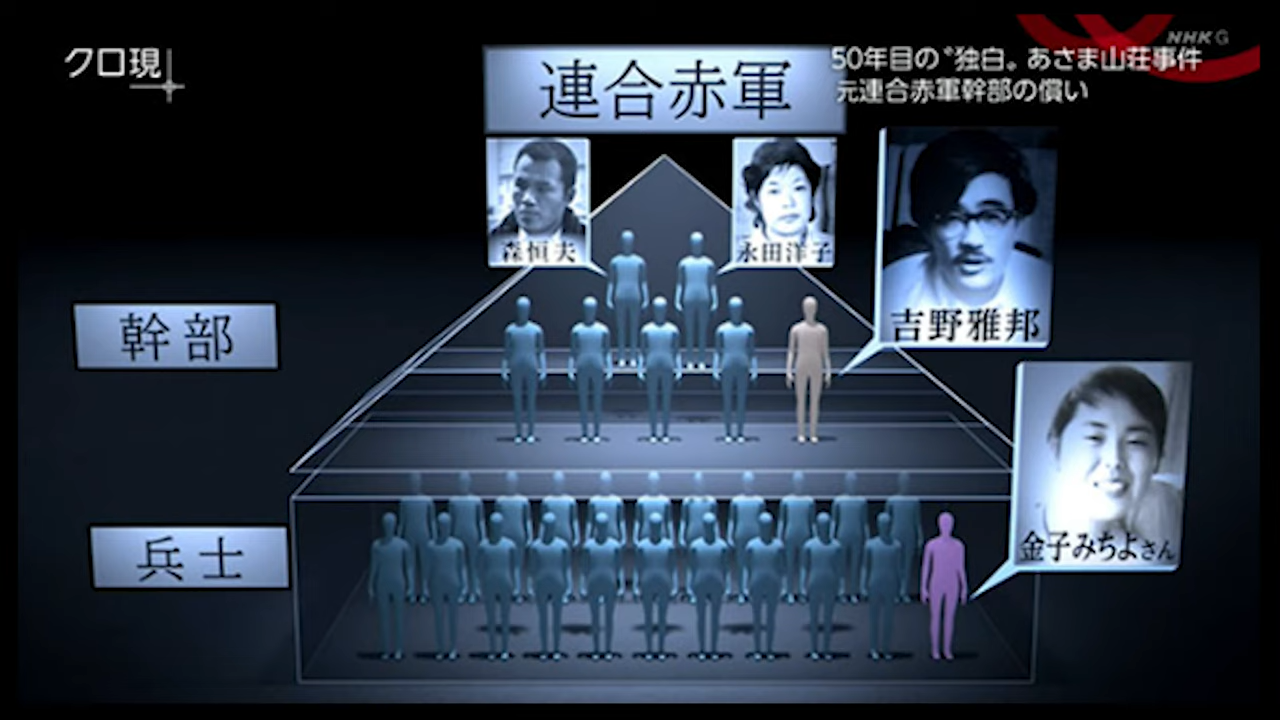 クロ現
NHK G
50年目の〝独白〟あさま山荘事件
元連合赤軍幹部の償い
連合赤軍
森恒夫
永田洋子
吉野雅邦
幹部
金子みちよさん
兵士